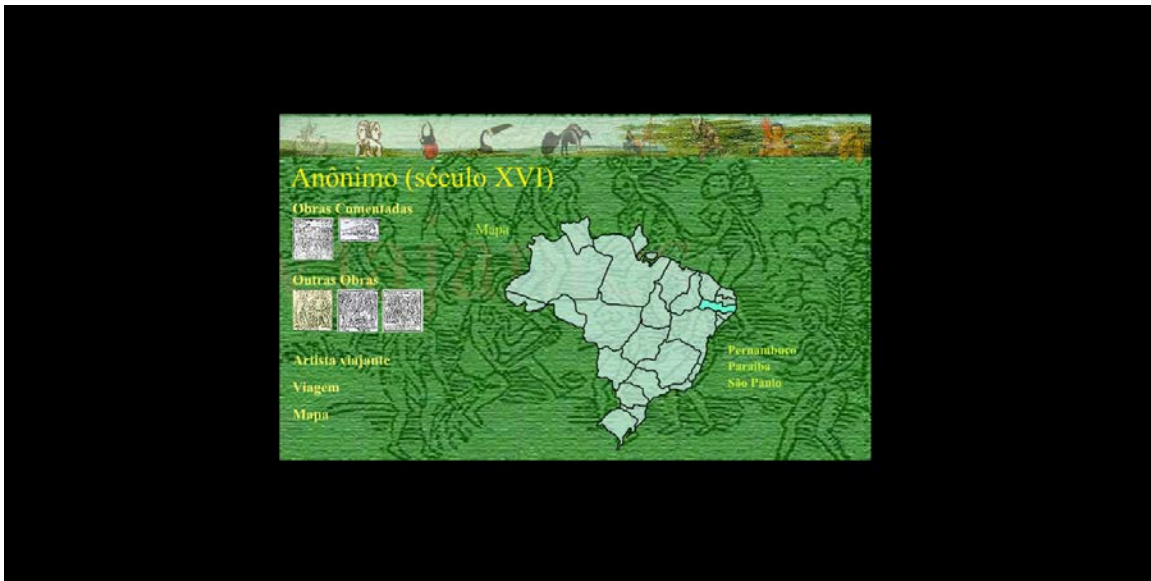 Anônimo (século XVI)
Obras Comentadas
Mapa
Outras Obras
Pernambuco
Paraíba
São Paulo
Artista viajante
Viagem
Mapa